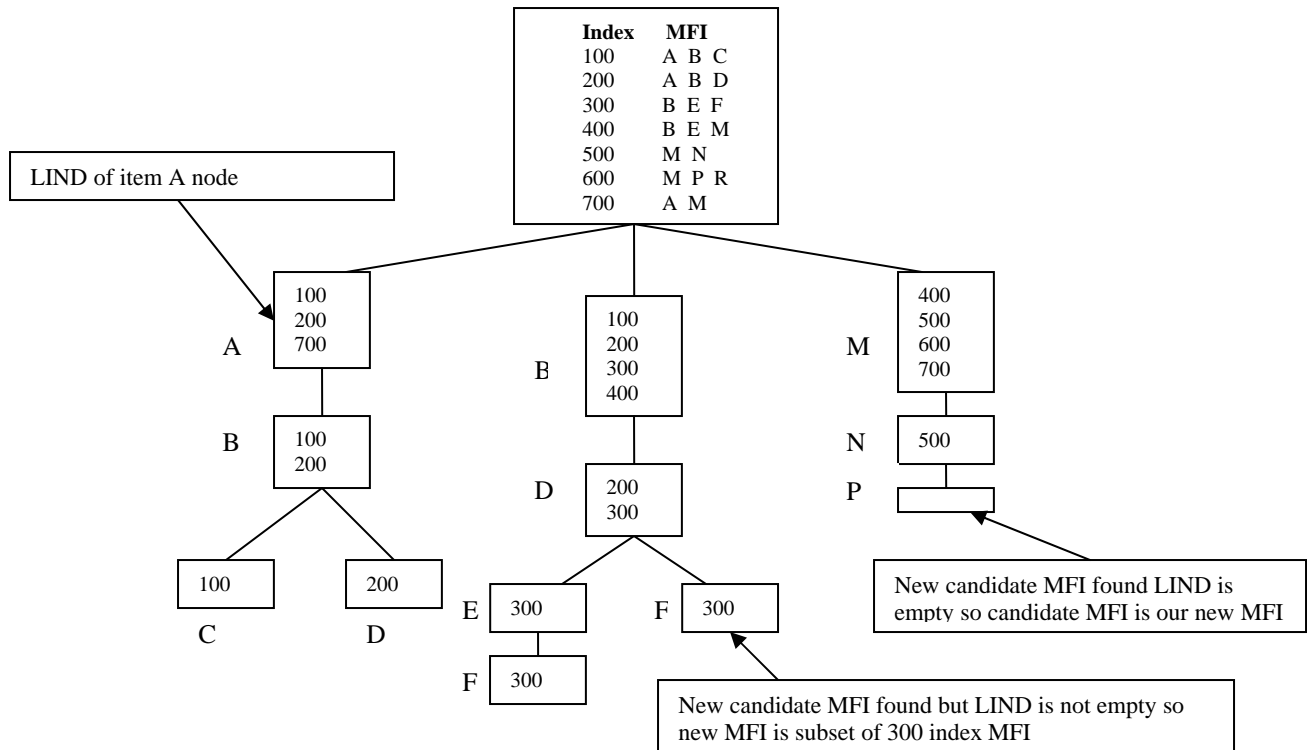 Index MFI
100 A B C
200 A B D
300 B E F
400 B E M
500 M N
600 M P R
700 A M
LIND of item A node
100
200
700
A
100
200
300
400
B
400
500
600
700
M
100
200
B
200
300
D
500
N
P
100
C
200
D
E
300
F
300
F
300
New candidate MFI found LIND is
empty so candidate MFI is our new MFI
New candidate MFI found but LIND is not empty so
new MFI is subset of 300 index MFI